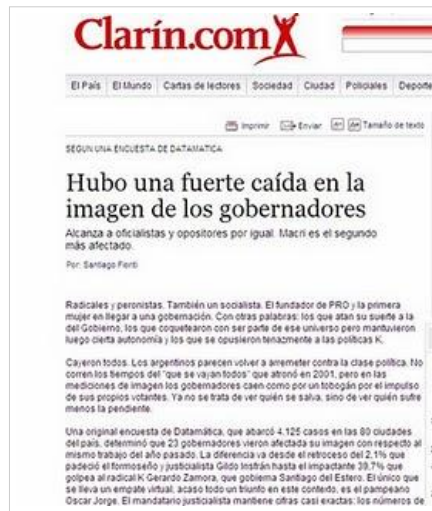 Clarín.com
El País El Mundo Cartas de lectores Sociedad Ciudad Policiales Deporte
Imprimir Enviar A- A+ Tamaño de texto
SEGUN UNA ENCUESTA DE DATAMATICA
Hubo una fuerte caída en la
imagen de los gobernadores
Alcanza a oficialistas y opositores por igual. Macri es el segundo
más afectado.
Por: Santiago Fioriti
Radicales y peronistas. También un socialista. El fundador de PRO y la primera
mujer en llegar a una gobernación. Con otras palabras: los que atan su suerte a la
del Gobierno, los que coquetearon con ser parte de ese universo pero mantuvieron
luego cierta autonomía y los que se opusieron tenazmente a las políticas K.
Cayeron todos. Los argentinos parecen volver a arremeter contra la clase política. No
corren los tiempos del "que se vayan todos" que atronó en 2001, pero en las
mediciones de imagen los gobernadores caen como por un tobogán por el impulso
de sus propios votantes. Ya no se trata de ver quién se salva, sino de ver quién sufre
menos la pendiente.
Una original encuesta de Datamática, que abarcó 4.125 casos en las 80 ciudades
del país, determinó que 23 gobernadores vieron afectada su imagen con respecto al
mismo trabajo del año pasado. La diferencia va desde el retroceso del 2,1% que
padeció el formoseño y justicialista Gildo Insfrán hasta el impactante 39,7% que
golpea al radical K Gerardo Zamora, que gobierna Santiago del Estero. El único que
se lleva un empate virtual, acaso todo un triunfo en este contexto, es el pampeano
Oscar Jorge. El mandatario justicialista mantiene cifras casi exactas: los números de